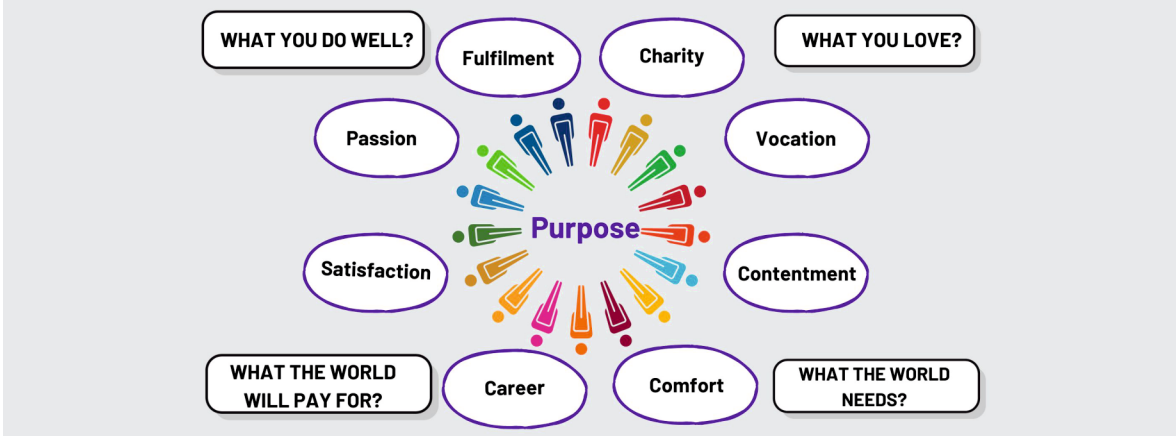 WHAT YOU DO WELL?
Fulfilment
Charity
WHAT YOU LOVE?
Passion
Vocation
Purpose
Satisfaction
Contentment
WHAT THE WORLD
WILL PAY FOR?
Career
Comfort
WHAT THE WORLD
NEEDS?